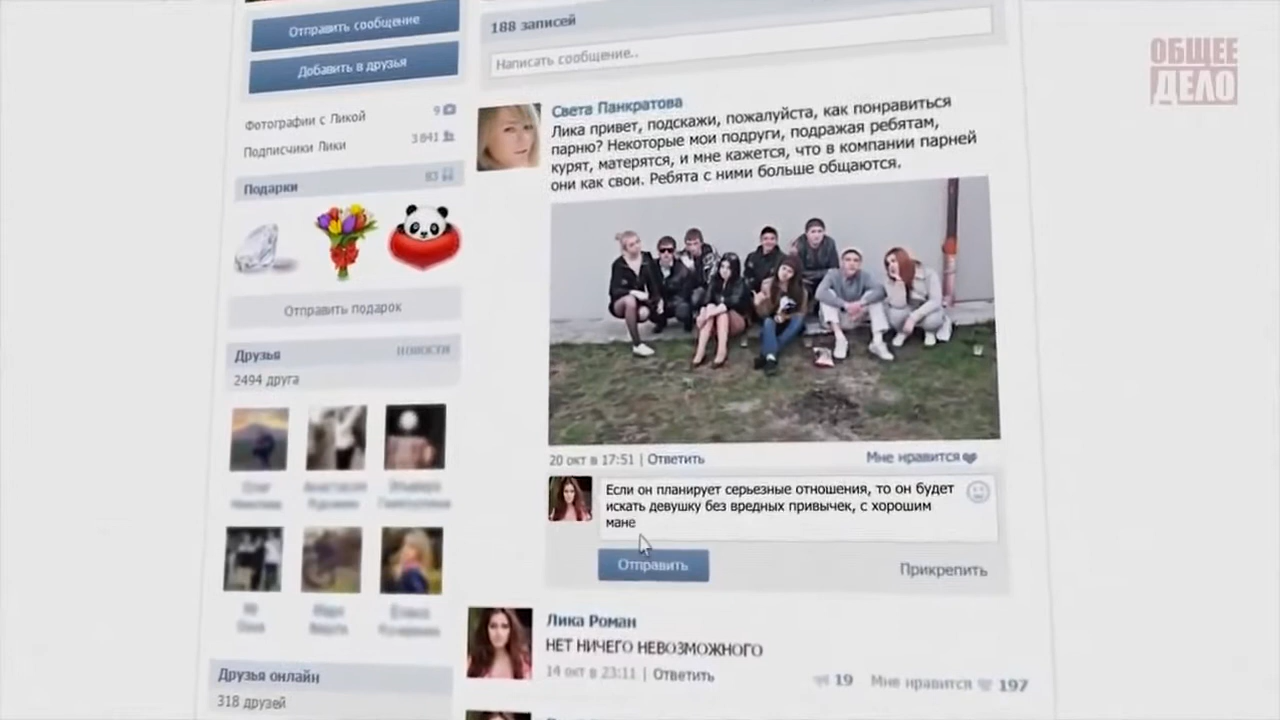 Отправить сообщение
Добавить в друзья
Фотографии с Ликой 9
Подписчики Лики 3 841
Подарки 83
Отправить подарок
Друзья новости
2494 друга
Друзья онлайн
318 друзей
188 записей
Написать сообщение..
Света Панкратова
Лика привет, подскажи, пожалуйста, как понравиться
парню? Некоторые мои подруги, подражая ребятам,
курят, матерятся, и мне кажется, что в компании парней
они как свои. Ребята с ними больше общаются.
20 окт в 17:51 | Ответить Мне нравится
Если он планирует серьезные отношения, то он будет
искать девушку без вредных привычек, с хорошим
мане
Отправить Прикрепить
Лика Роман
НЕТ НИЧЕГО НЕВОЗМОЖНОГО
14 окт в 23:11 | Ответить 19 Мне нравится 197
ОБЩЕЕ
ДЕЛО